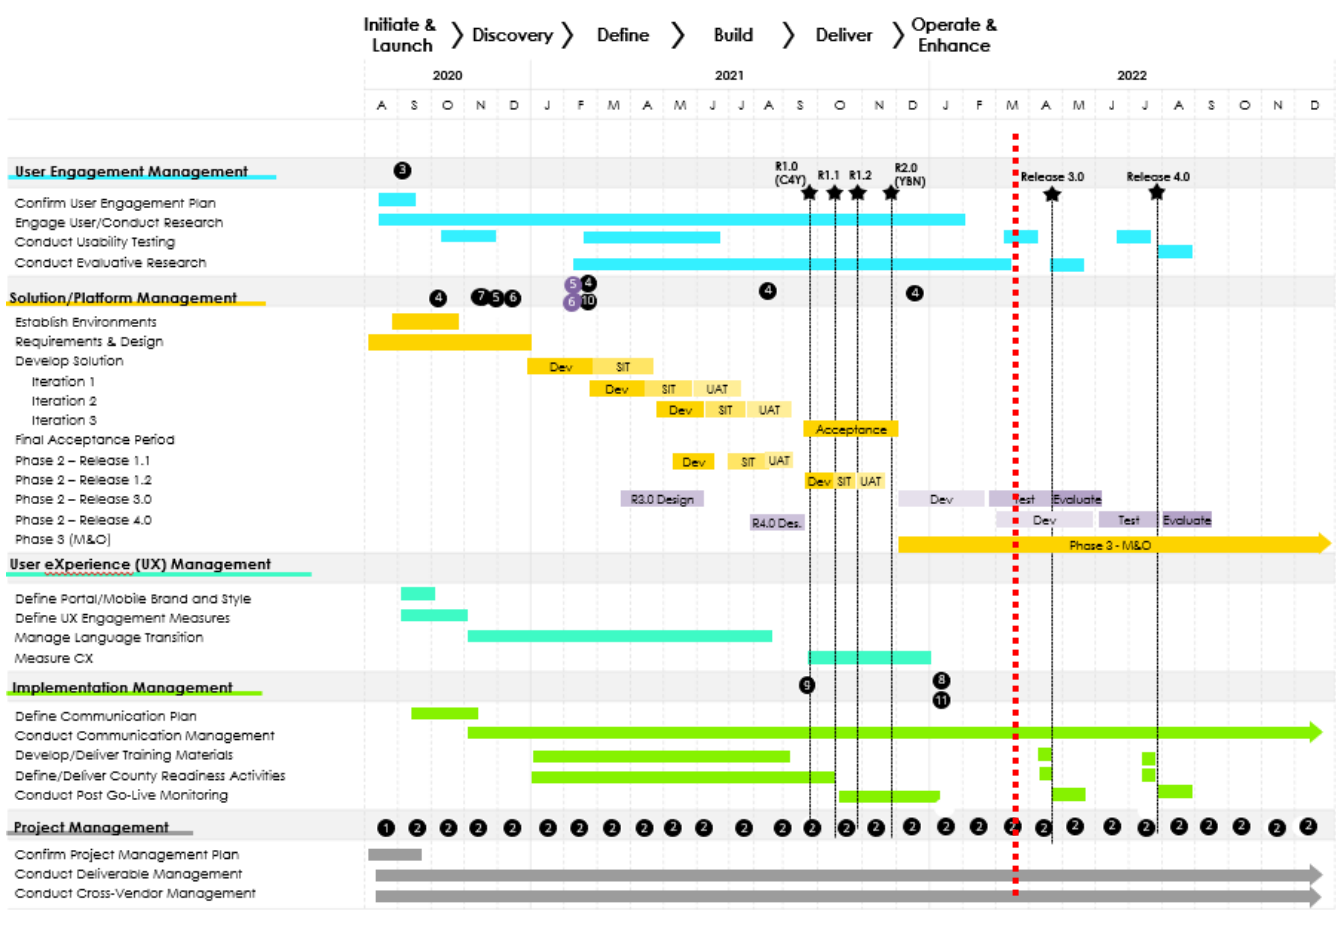 Initiate &
Launch
Discovery
Define
Build
Deliver
Operate &
Enhance
2020 2021 2022
A S O N D J F M A M J J A S O N D J F M A M J J A S O N D
User Engagement Management
3
R1.0
(C4Y)
R1.1
R1.2
R2.0
(YBN)
Release 3.0
Release 4.0
Confirm User Engagement Plan
Engage User/Conduct Research
Conduct Usability Testing
Conduct Evaluative Research
Solution/Platform Management
4 7 5 6 5 4 6 10 4 4
Establish Environments
Requirements & Design
Develop Solution
Dev SIT
Iteration 1
Dev SIT UAT
Iteration 2
Dev SIT UAT
Iteration 3
Acceptance
Final Acceptance Period
Phase 2 – Release 1.1
Dev SIT UAT
Phase 2 – Release 1.2
Dev SIT UAT
Phase 2 – Release 3.0
R3.0 Design Dev Test Evaluate
Phase 2 – Release 4.0
R4.0 Des. Dev Test Evaluate
Phase 3 (M&O)
Phase 3 - M&O
User eXperience (UX) Management
Define Portal/Mobile Brand and Style
Define UX Engagement Measures
Manage Language Transition
Measure CX
Implementation Management
9 8
11
Define Communication Plan
Conduct Communication Management
Develop/Deliver Training Materials
Define/Deliver County Readiness Activities
Conduct Post Go-Live Monitoring
Project Management
1 2 2 2 2 2 2 2 2 2 2 2 2 2 2 2 2 2 2 2 2 2 2 2 2 2 2 2 2
Confirm Project Management Plan
Conduct Deliverable Management
Conduct Cross-Vendor Management